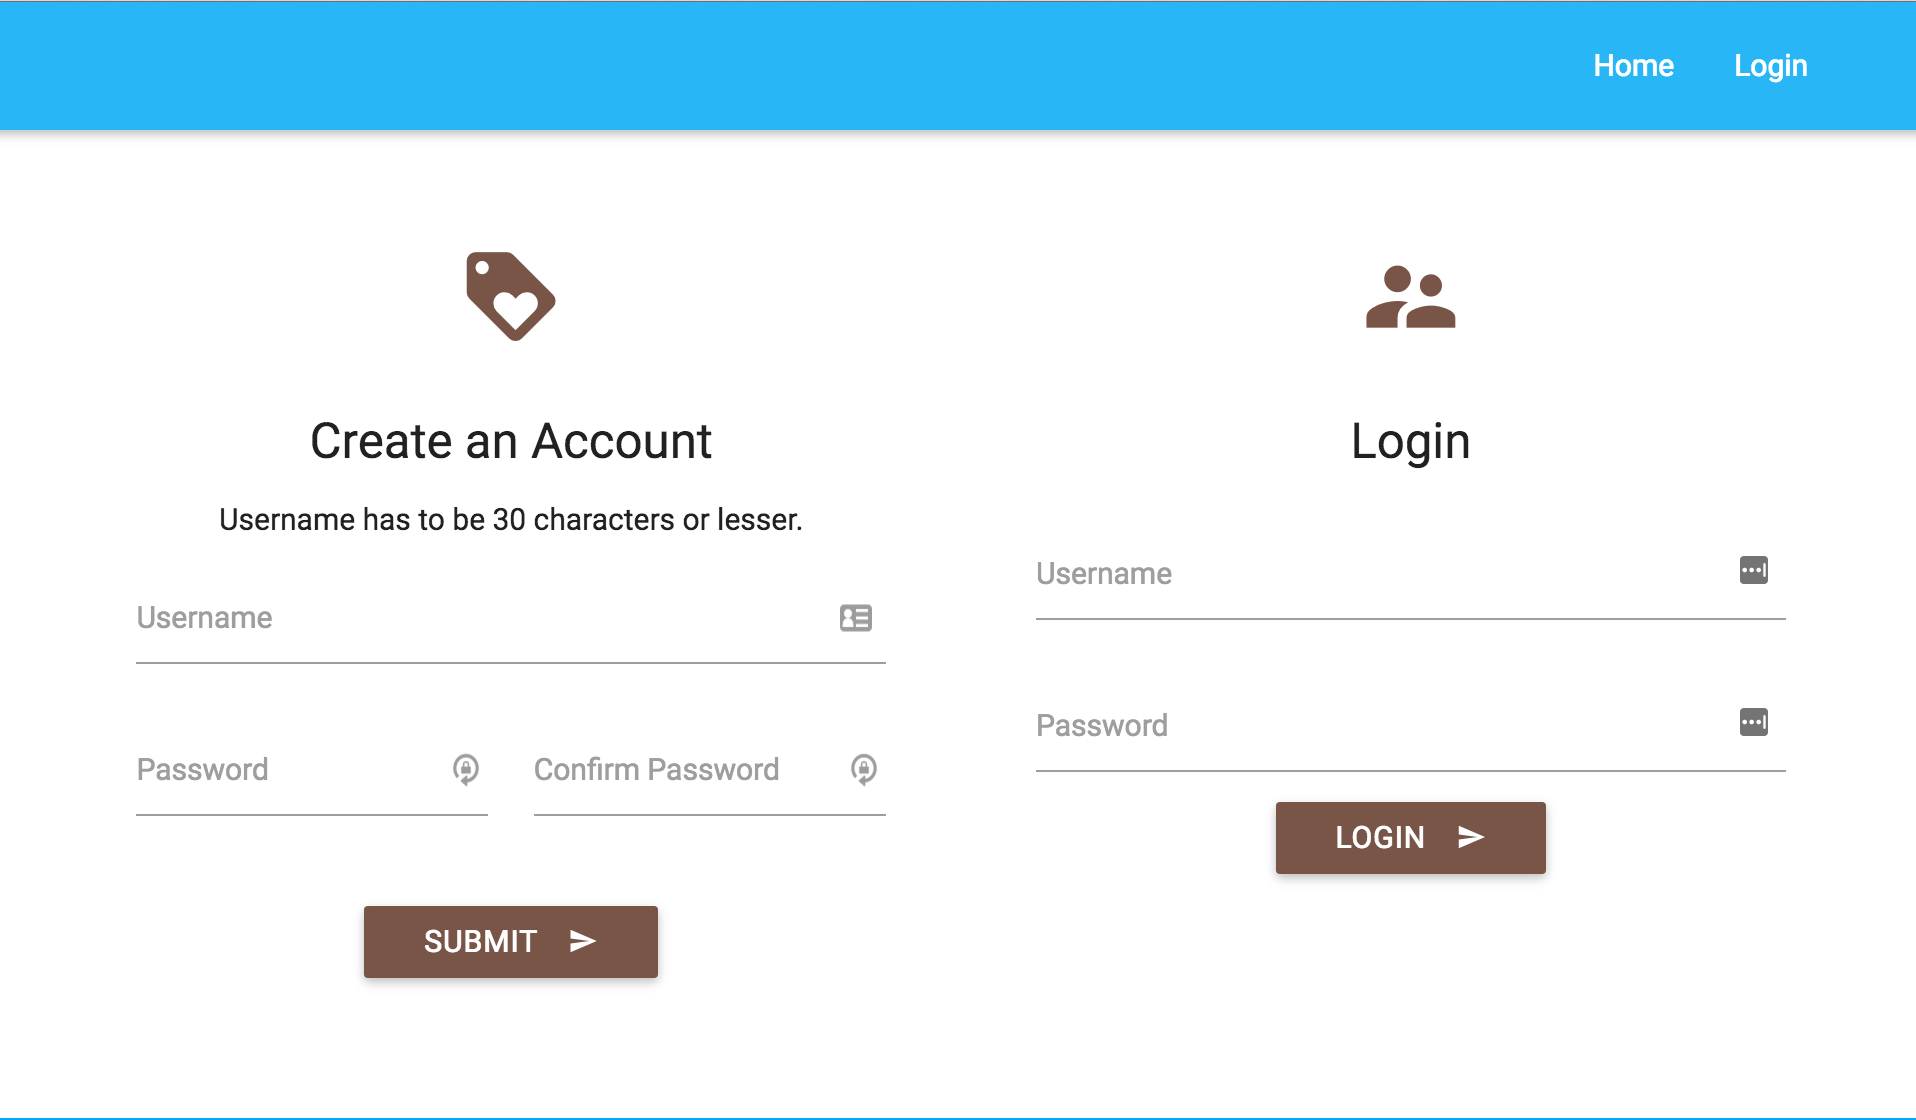 Home Login
Create an Account
Username has to be 30 characters or lesser.
Username
Password Confirm Password
SUBMIT
Login
Username
Password
LOGIN